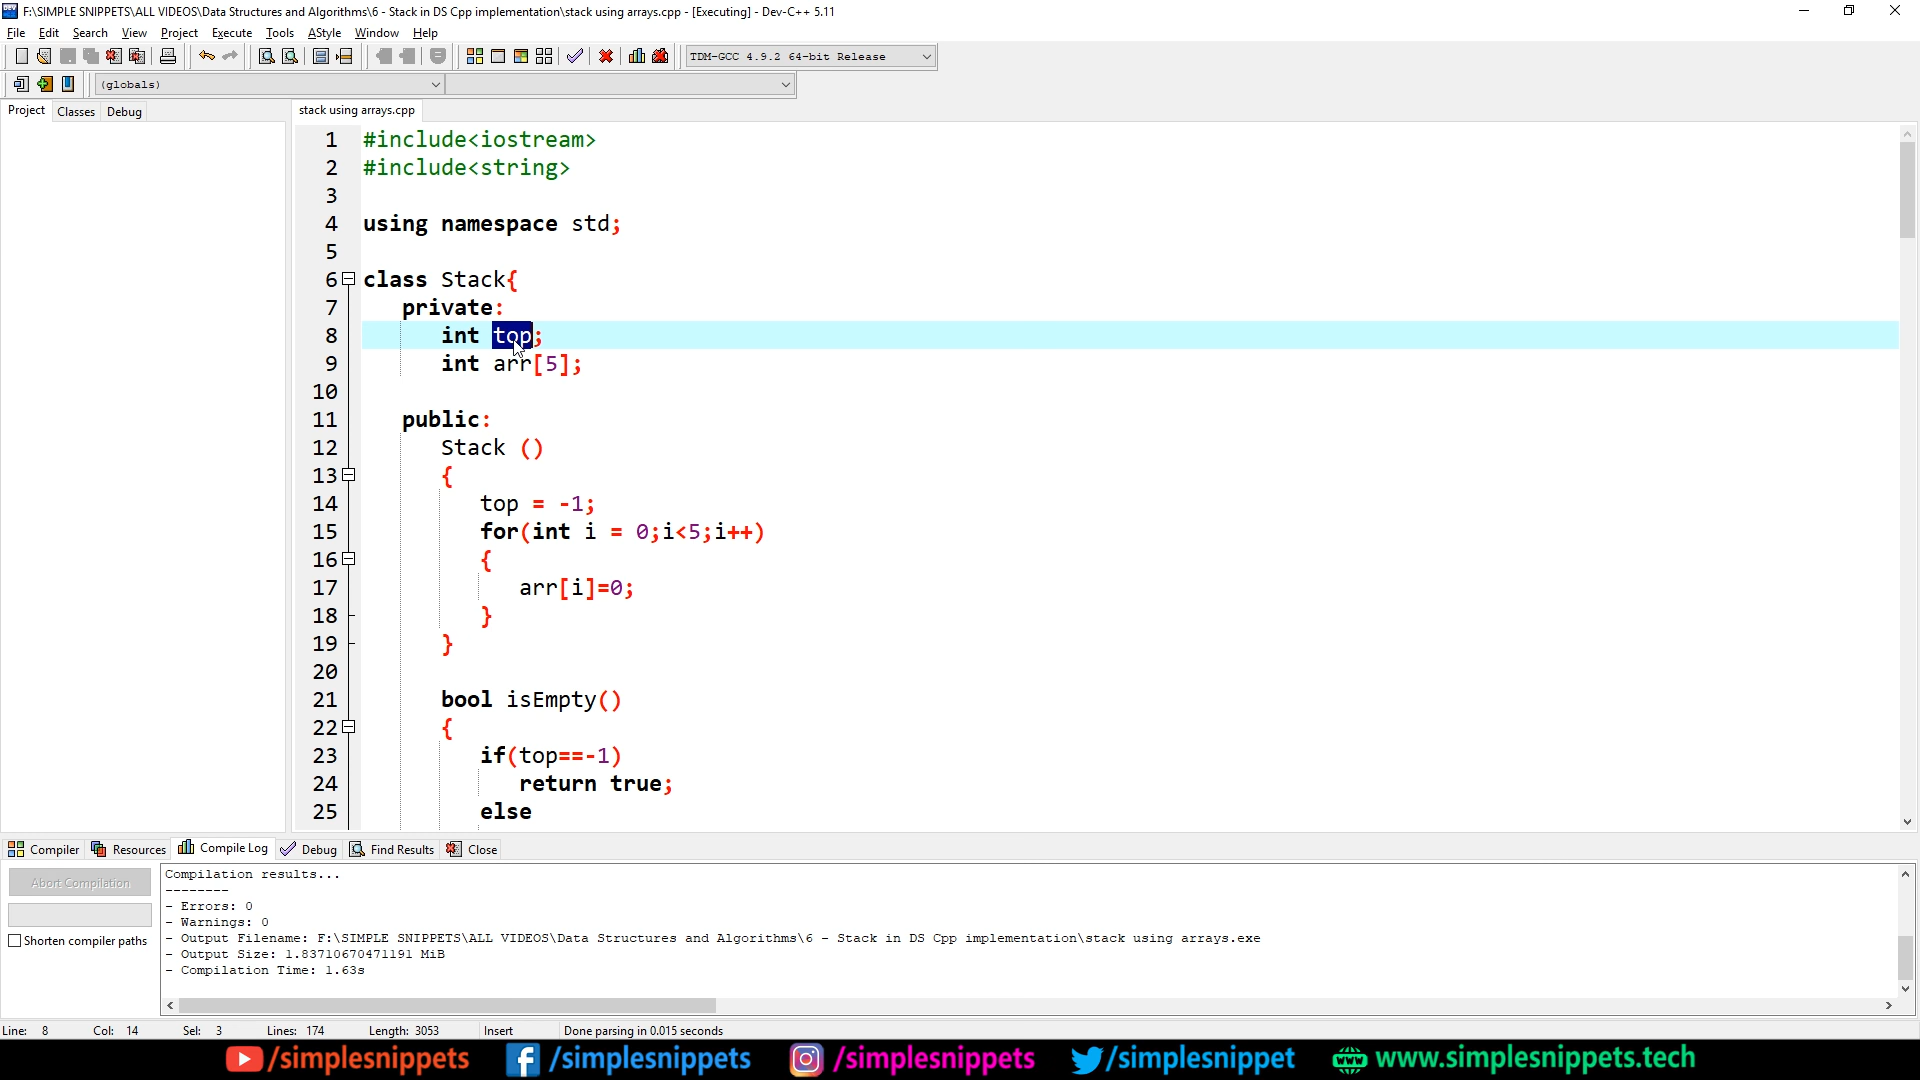 F:\SIMPLE SNIPPETS\ALL VIDEOS\Data Structures and Algorithms\6 - Stack in DS Cpp implementation\stack using arrays.cpp - [Executing] - Dev-C++ 5.11
File Edit Search View Project Execute Tools AStyle Window Help
TDM-GCC 4.9.2 64-bit Release
(globals)
Project Classes Debug
stack using arrays.cpp
1 #include<iostream>
2 #include<string>
3
4 using namespace std;
5
6 class Stack{
7 private:
8 int top;
9 int arr[5];
10
11 public:
12 Stack ()
13 {
14 top = -1;
15 for(int i = 0;i<5;i++)
16 {
17 arr[i]=0;
18 }
19 }
20
21 bool isEmpty()
22 {
23 if(top==-1)
24 return true;
25 else
Compiler Resources Compile Log Debug Find Results Close
Abort Compilation
Shorten compiler paths
Compilation results...
--------
- Errors: 0
- Warnings: 0
- Output Filename: F:\SIMPLE SNIPPETS\ALL VIDEOS\Data Structures and Algorithms\6 - Stack in DS Cpp implementation\stack using arrays.exe
- Output Size: 1.83710670471191 MiB
- Compilation Time: 1.63s
Line: 8 Col: 14 Sel: 3 Lines: 174 Length: 3053 Insert Done parsing in 0.015 seconds
/simplesnippets /simplesnippets /simplesnippets /simplesnippet www.simplesnippets.tech